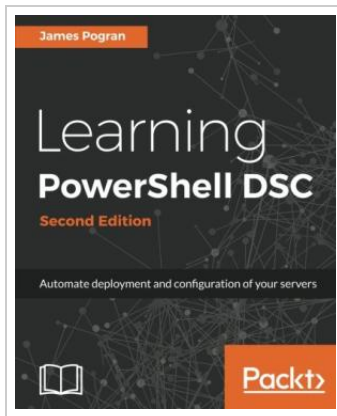 James Pogran
Learning
PowerShell DSC
Second Edition
Automate deployment and configuration of your servers
Packt>